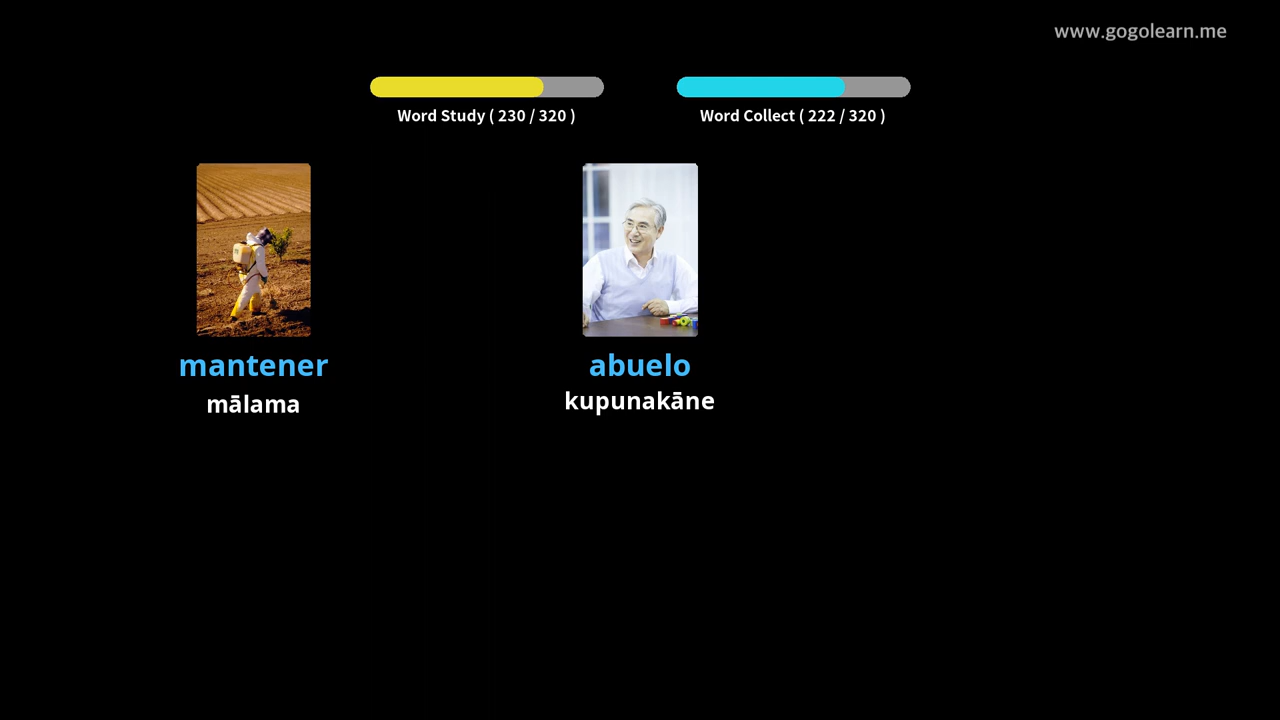 www.gogolearn.me
Word Study ( 230 / 320 )
Word Collect ( 222 / 320 )
mantener
mālama
abuelo
kupunakāne